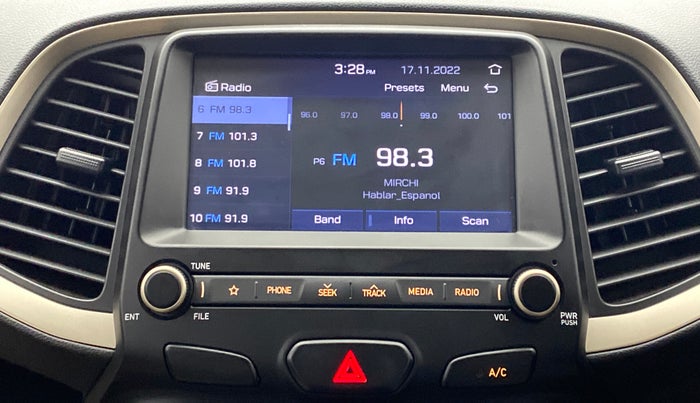 3:28 PM 17.11.2022
Radio Presets Menu
6 FM 98.3
96.0 97.0 98.0 99.0 100.0 101
7 FM 101.3
8 FM 101.8
P6 FM 98.3
9 FM 91.9
MIRCHI
Hablar_Espanol
10 FM 91.9
Band Info Scan
TUNE
PHONE SEEK TRACK MEDIA RADIO
ENT FILE VOL PWR
PUSH
A/C